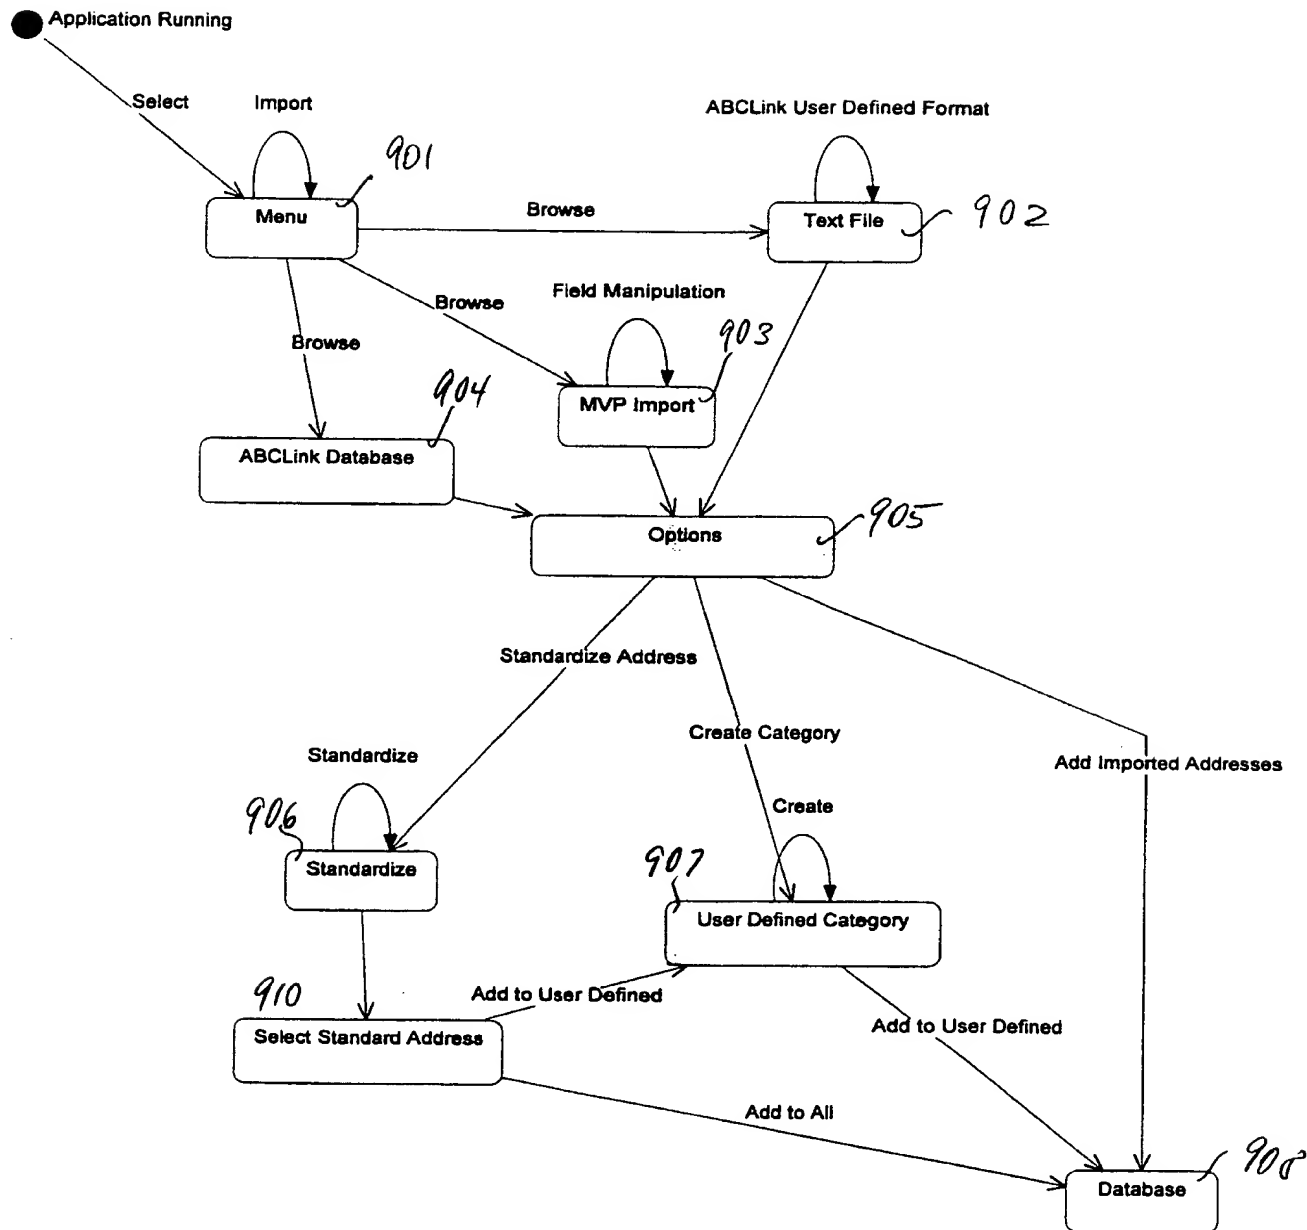 Application Running
Select
Import
ABCLink User Defined Format
901
Menu
Browse
Text File
902
Browse
Field Manipulation
Browse
903
904
MVP Import
ABCLink Database
Options
905
Standardize Address
Create Category
Standardize
Add Imported Addresses
Create
906
907
Standardize
User Defined Category
910
Add to User Defined
Select Standard Address
Add to User Defined
Add to All
908
Database